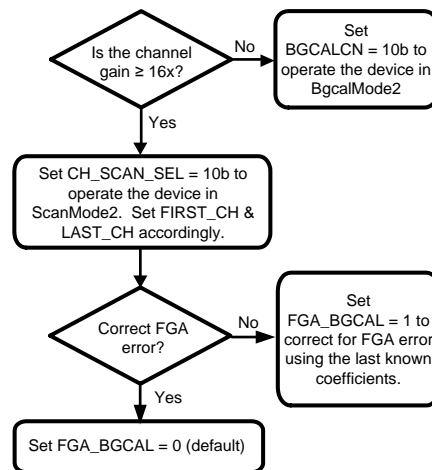 Is the channel
gain ≥ 16x?
No
Set
BGCALCN = 10b to
operate the device in
BgcalMode2
Yes
Set CH_SCAN_SEL = 10b to
operate the device in
ScanMode2.  Set FIRST_CH &
LAST_CH accordingly.
Correct FGA
error?
No
Set
FGA_BGCAL = 1 to
correct for FGA error
using the last known
coefficients.
Yes
Set FGA_BGCAL = 0 (default)